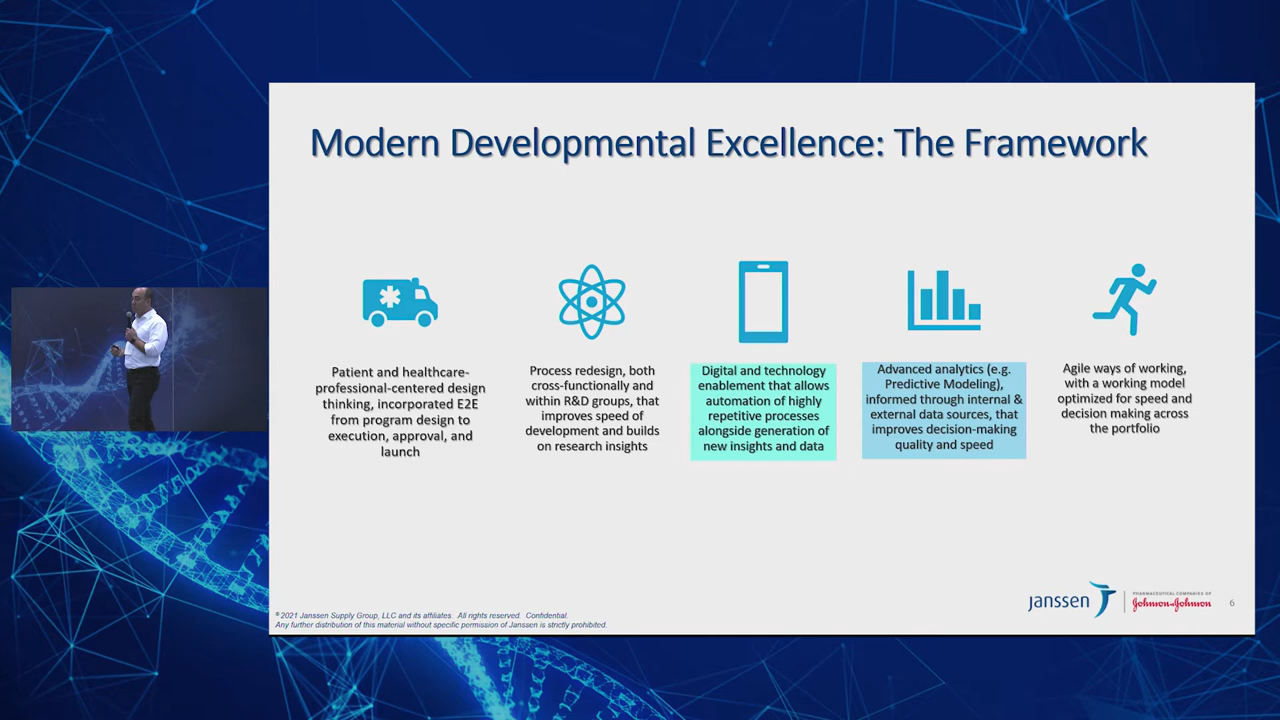 Modern Developmental Excellence: The Framework
Patient and healthcare-
professional-centered design
thinking, incorporated E2E
from program design to
execution, approval, and
launch
Process redesign, both
cross-functionally and
within R&D groups, that
improves speed of
development and builds
on research insights
Digital and technology
enablement that allows
automation of highly
repetitive processes
alongside generation of
new insights and data
Advanced analytics (e.g.
Predictive Modeling),
informed through internal &
external data sources, that
improves decision-making
quality and speed
Agile ways of working,
with a working model
optimized for speed and
decision making across
the portfolio
© 2021 Janssen Supply Group, LLC and its affiliates. All rights reserved. Confidential.
Any further distribution of this material without specific permission of Janssen is strictly prohibited.
janssen
PHARMACEUTICAL COMPANIES OF
Johnson-Johnson
6